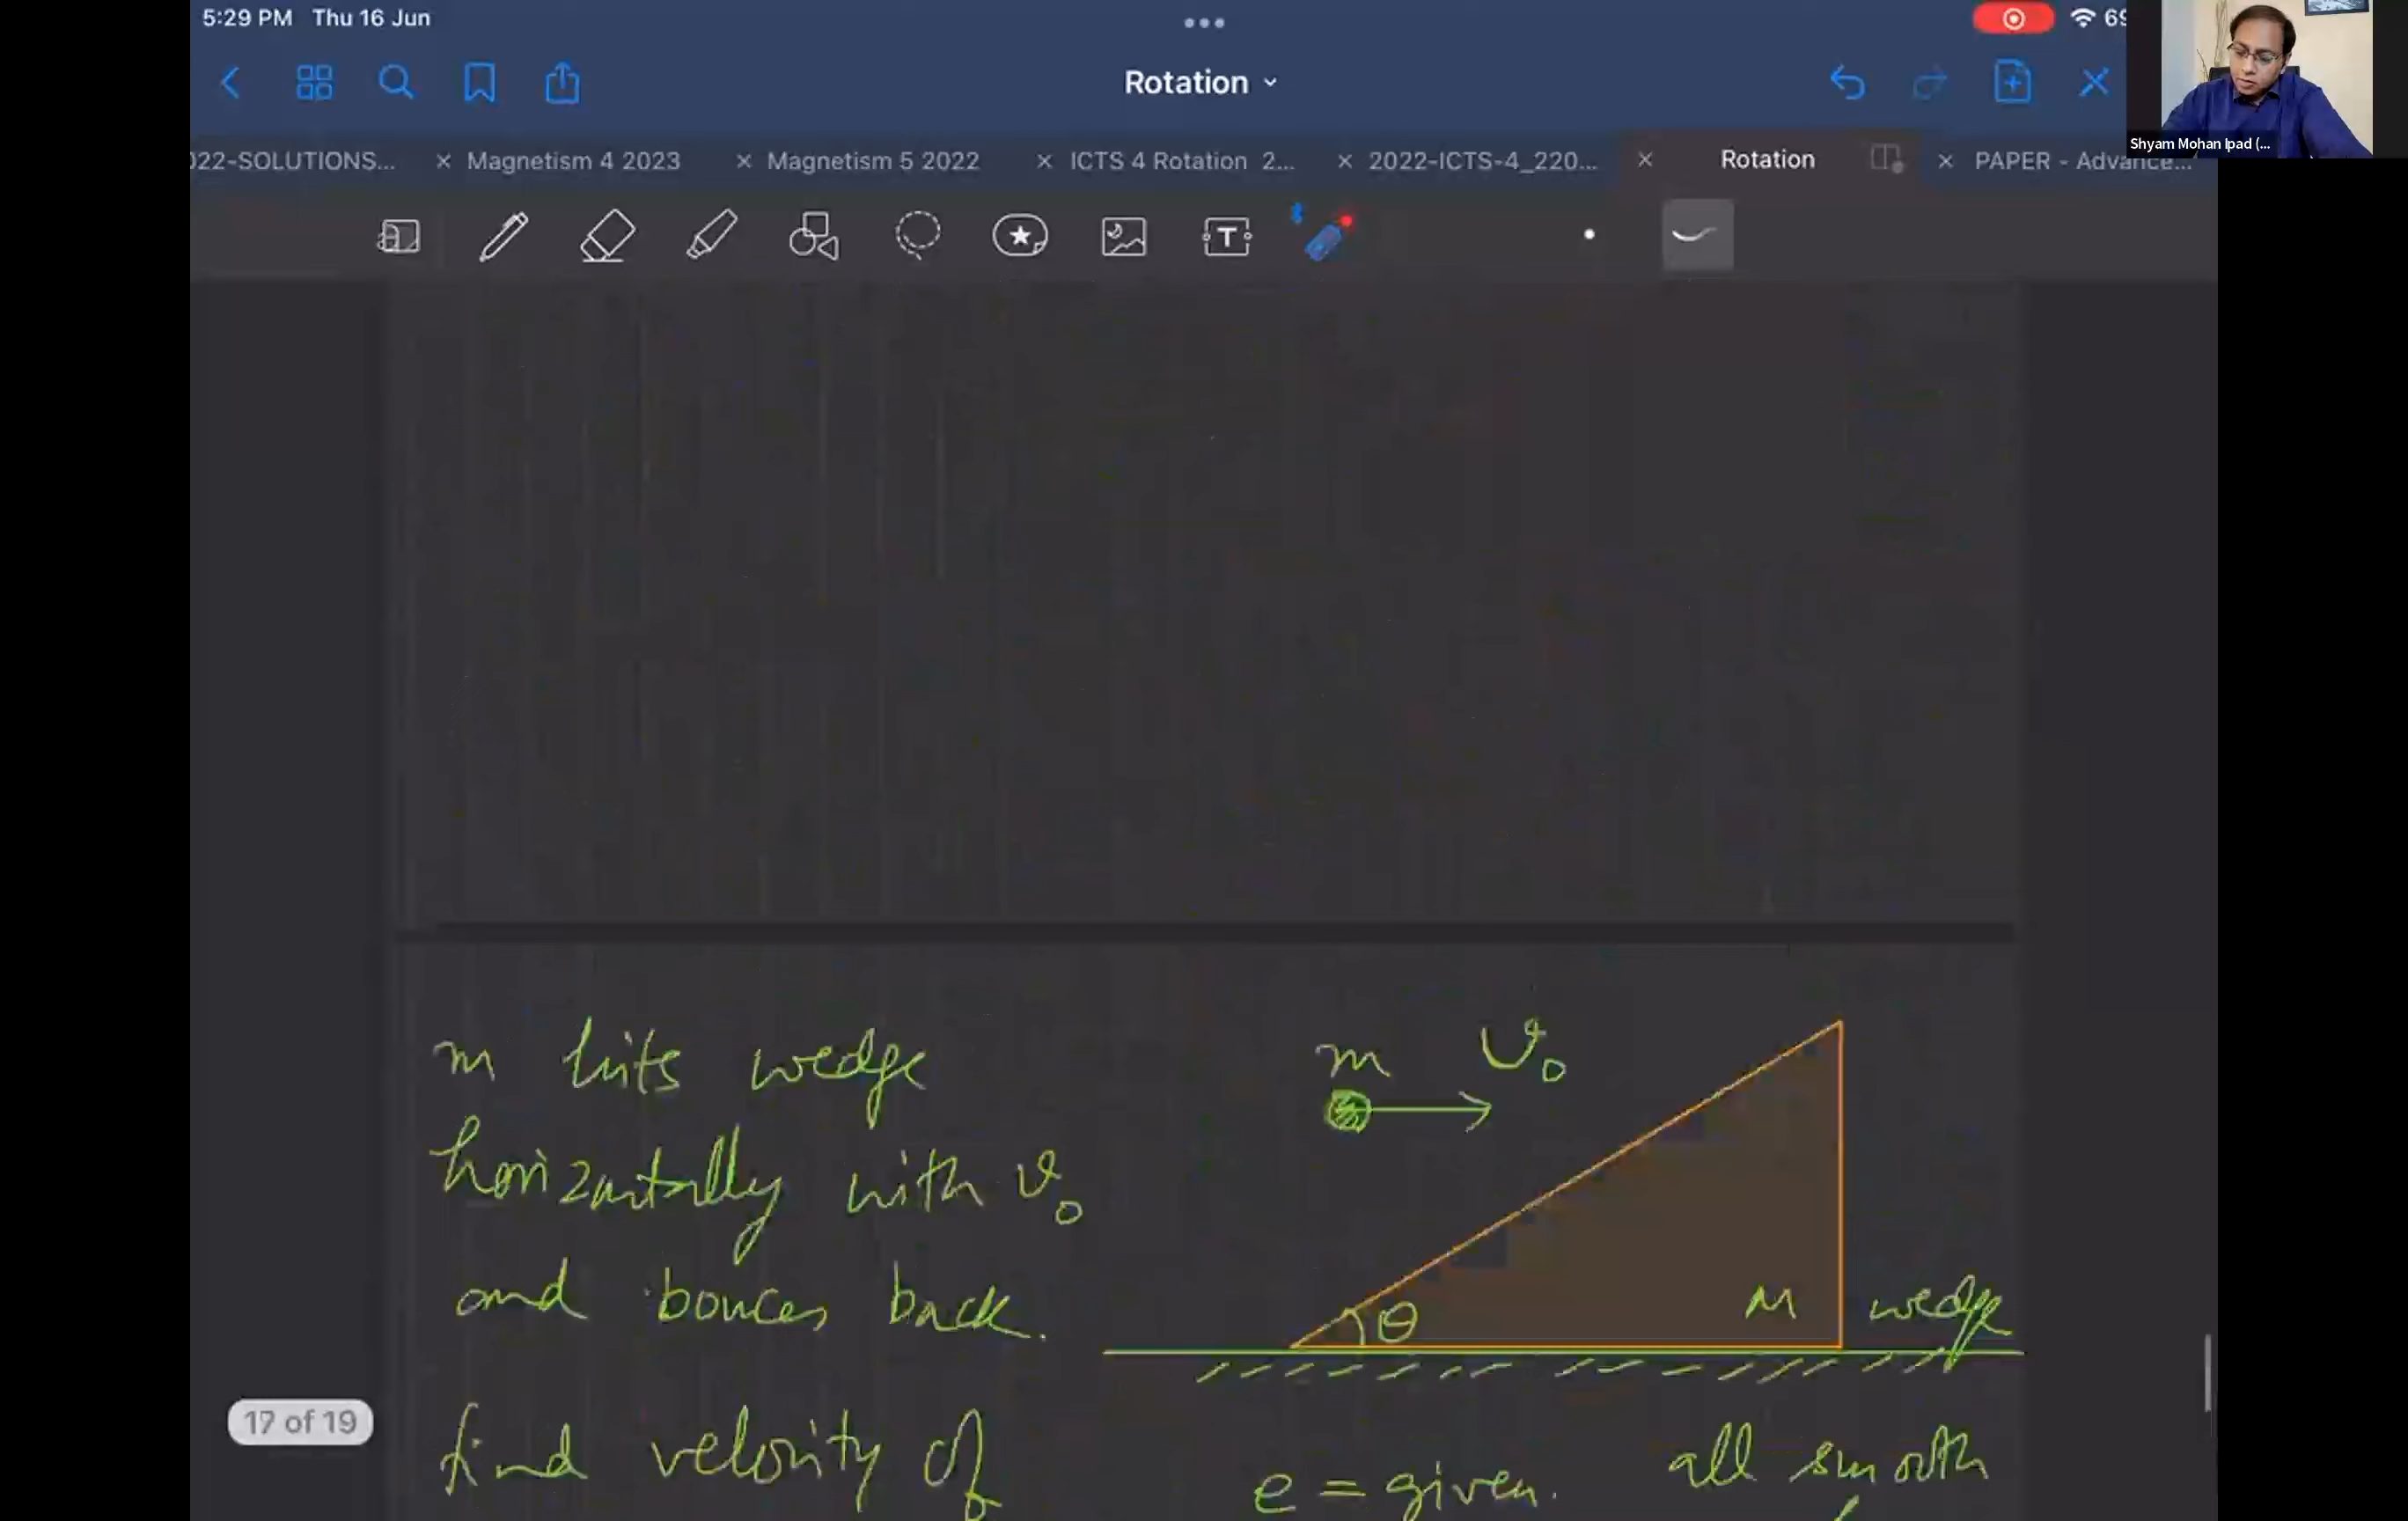 5:29 PM Thu 16 Jun
69
Rotation
022-SOLUTIONS...
Magnetism 4 2023
Magnetism 5 2022
ICTS 4 Rotation 2...
2022-ICTS-4_220...
Rotation
PAPER - Advance...
Shyam Mohan Ipad (...
T
m hits wedge
horizontally with v₀
and bounces back.
find velocity of
m v₀
θ
M wedge
e = given.
all smooth
17 of 19